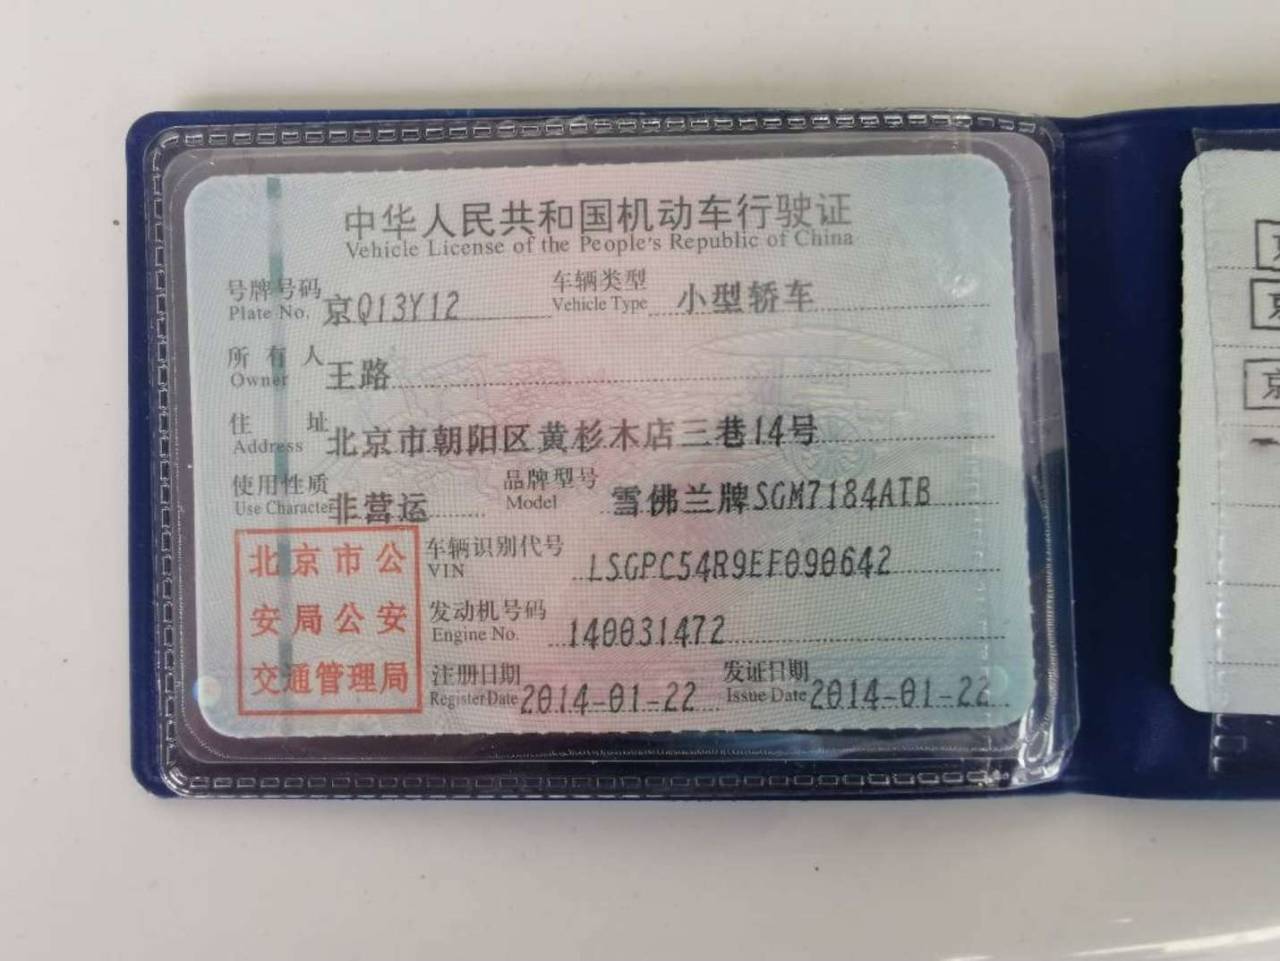 中华人民共和国机动车行驶证
Vehicle License of the People's Republic of China
号牌号码 京Q13Y12 车辆类型 小型轿车
Plate No. Vehicle Type
所有人 王路
Owner
住址 北京市朝阳区黄杉木店三巷14号
Address
使用性质 非营运 品牌型号 雪佛兰牌SGM7184ATB
Use Character Model
北京市公
安局公安
交通管理局
车辆识别代号 LSGPC54R9EF090642
VIN
发动机号码 140031472
Engine No.
注册日期 2014-01-22 发证日期 2014-01-22
Register Date Issue Date
京